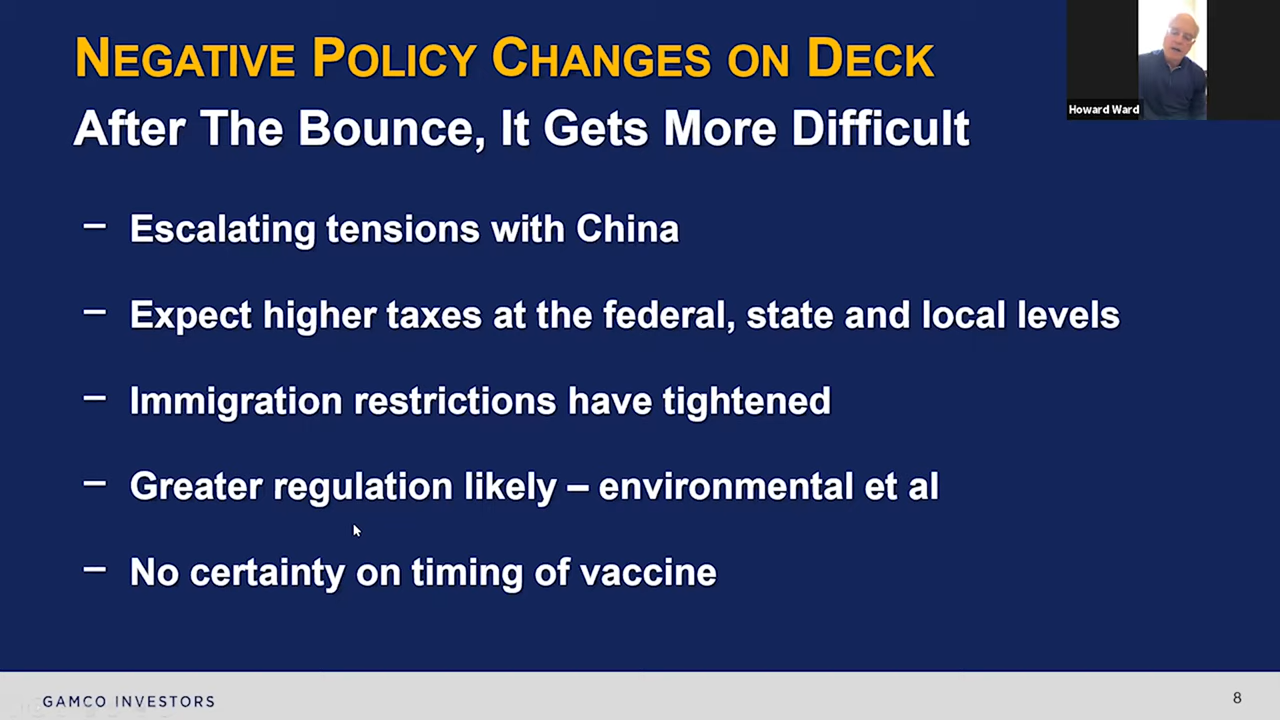 NEGATIVE POLICY CHANGES ON DECK
After The Bounce, It Gets More Difficult
Howard Ward
– Escalating tensions with China
– Expect higher taxes at the federal, state and local levels
– Immigration restrictions have tightened
– Greater regulation likely – environmental et al
– No certainty on timing of vaccine
GAMCO INVESTORS
8